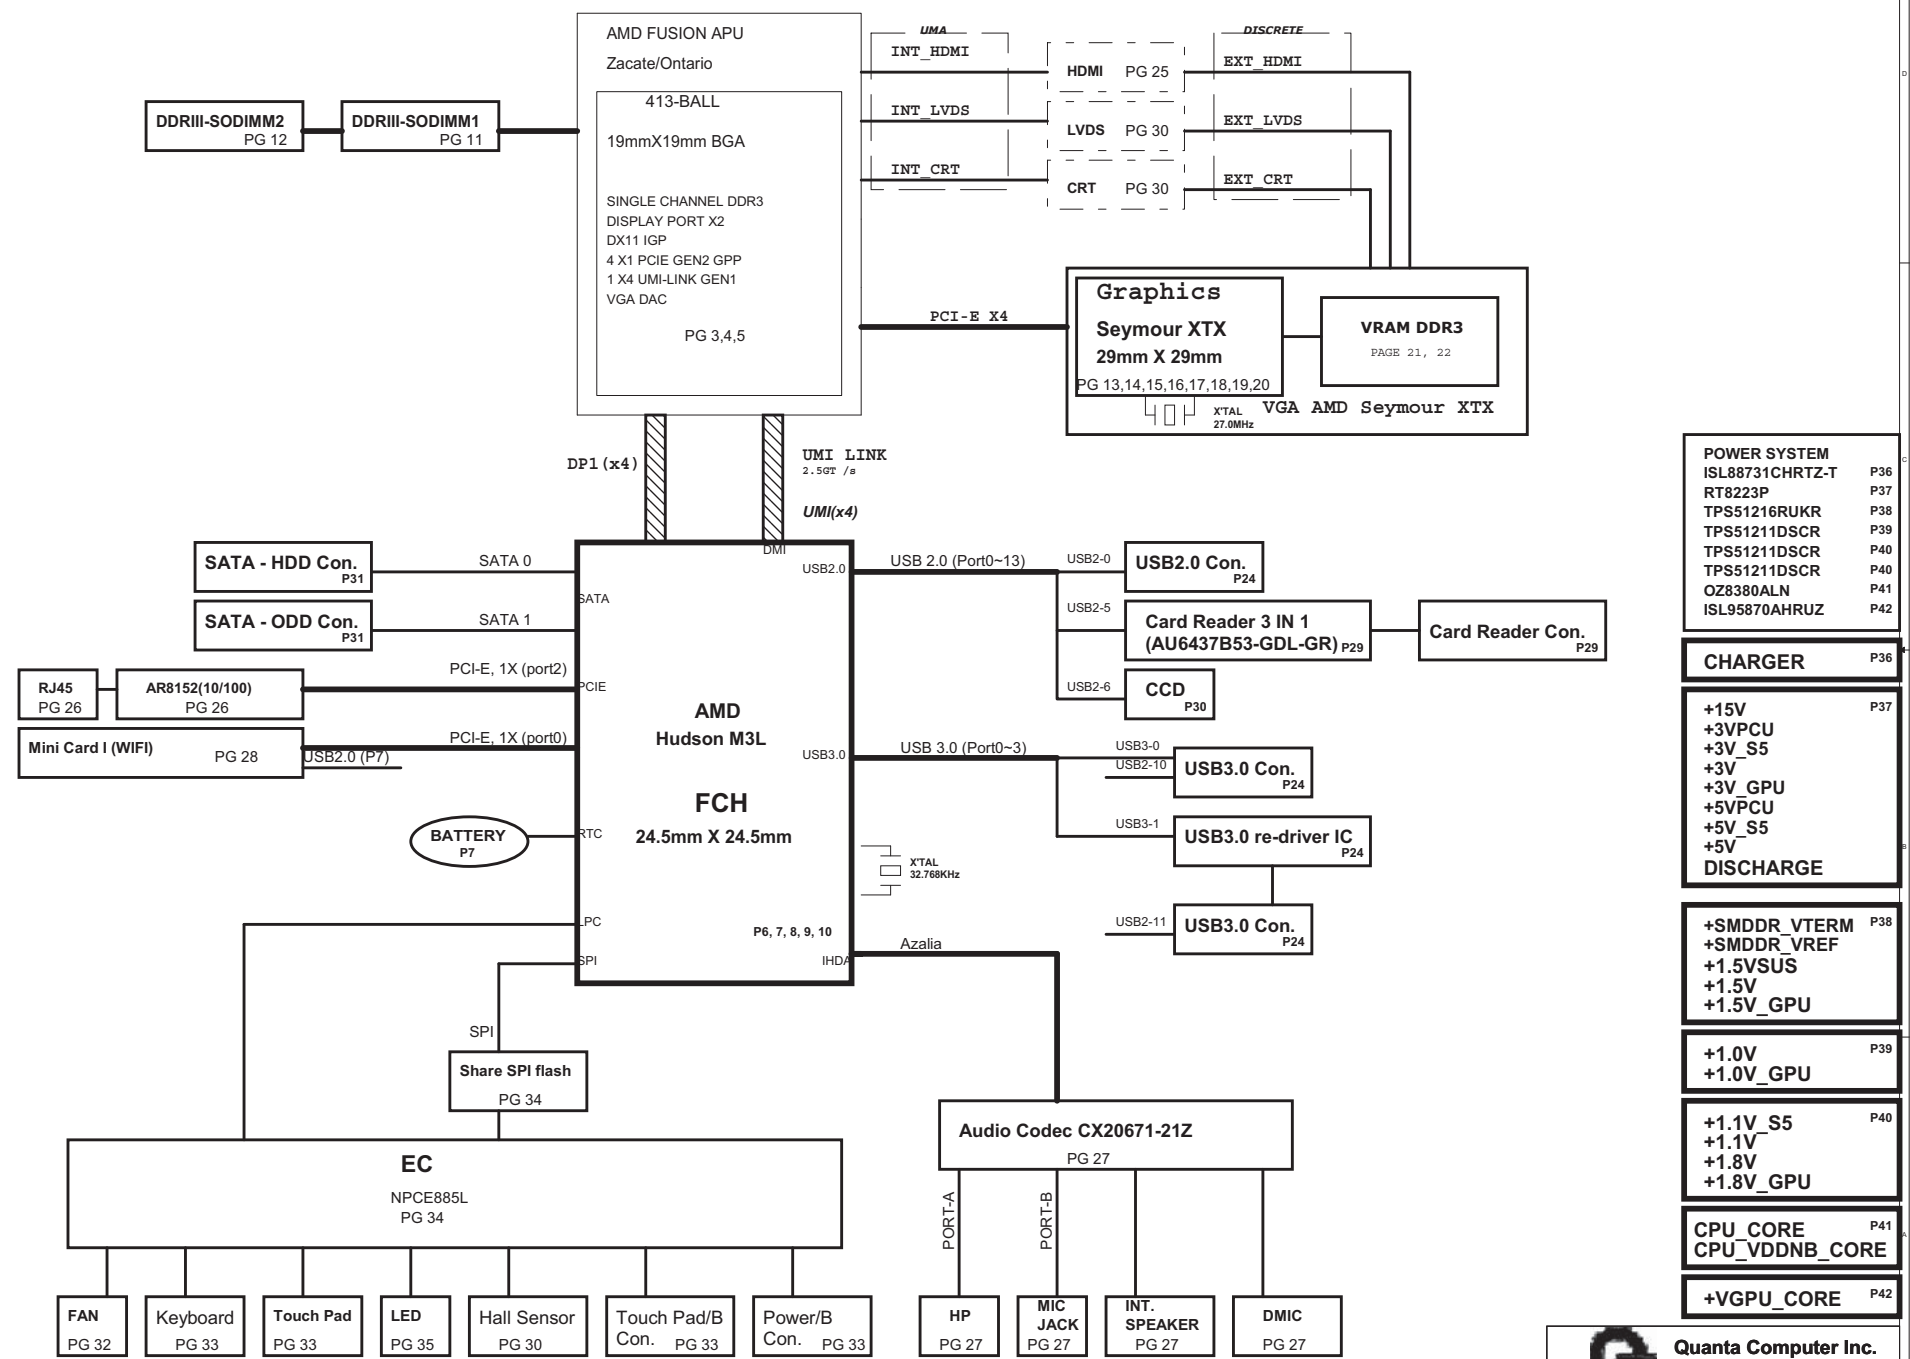 AMD FUSION APU
Zacate/Ontario
413-BALL
19mmX19mm BGA
SINGLE CHANNEL DDR3
DISPLAY PORT X2
DX11 IGP
4 X1 PCIE GEN2 GPP
1 X4 UMI-LINK GEN1
VGA DAC
PG 3,4,5
DDRIII-SODIMM2
PG 12
DDRIII-SODIMM1
PG 11
UMA
INT_HDMI
INT_LVDS
INT_CRT
HDMI PG 25
LVDS PG 30
CRT PG 30
DISCRETE
EXT_HDMI
EXT_LVDS
EXT_CRT
D
PCI-E X4
Graphics
Seymour XTX
29mm X 29mm
PG 13,14,15,16,17,18,19,20
VRAM DDR3
PAGE 21, 22
X'TAL
27.0MHz
VGA AMD Seymour XTX
DP1(x4)
UMI LINK
2.5GT /s
UMI(x4)
POWER SYSTEM
ISL88731CHRTZ-T P36
RT8223P P37
TPS51216RUKR P38
TPS51211DSCR P39
TPS51211DSCR P40
TPS51211DSCR P40
OZ8380ALN P41
ISL95870AHRUZ P42
C
SATA - HDD Con.
P31
SATA 0
SATA - ODD Con.
P31
SATA 1
RJ45
PG 26
AR8152(10/100)
PG 26
PCI-E, 1X (port2)
Mini Card I (WIFI)
PG 28
PCI-E, 1X (port0)
USB2.0 (P7)
BATTERY
P7
DMI
USB2.0
SATA
PCIE
AMD
Hudson M3L
USB3.0
FCH
24.5mm X 24.5mm
RTC
LPC
P6, 7, 8, 9, 10
SPI
IHDA
X'TAL
32.768KHz
USB 2.0 (Port0~13)
USB2-0
USB2.0 Con.
P24
USB2-5
Card Reader 3 IN 1
(AU6437B53-GDL-GR) P29
Card Reader Con.
P29
USB2-6
CCD
P30
USB 3.0 (Port0~3)
USB3-0
USB2-10
USB3.0 Con.
P24
USB3-1
USB3.0 re-driver IC
P24
USB2-11
USB3.0 Con.
P24
Azalia
CHARGER P36
+15V P37
+3VPCU
+3V_S5
+3V
+3V_GPU
+5VPCU
+5V_S5
+5V
DISCHARGE
B
+SMDDR_VTERM P38
+SMDDR_VREF
+1.5VSUS
+1.5V
+1.5V_GPU
+1.0V P39
+1.0V_GPU
+1.1V_S5 P40
+1.1V
+1.8V
+1.8V_GPU
CPU_CORE P41
CPU_VDDNB_CORE
A
+VGPU_CORE P42
SPI
Share SPI flash
PG 34
EC
NPCE885L
PG 34
FAN
PG 32
Keyboard
PG 33
Touch Pad
PG 33
LED
PG 35
Hall Sensor
PG 30
Touch Pad/B
Con. PG 33
Power/B
Con. PG 33
Audio Codec CX20671-21Z
PG 27
PORT-A
PORT-B
HP
PG 27
MIC
JACK
PG 27
INT.
SPEAKER
PG 27
DMIC
PG 27
Quanta Computer Inc.